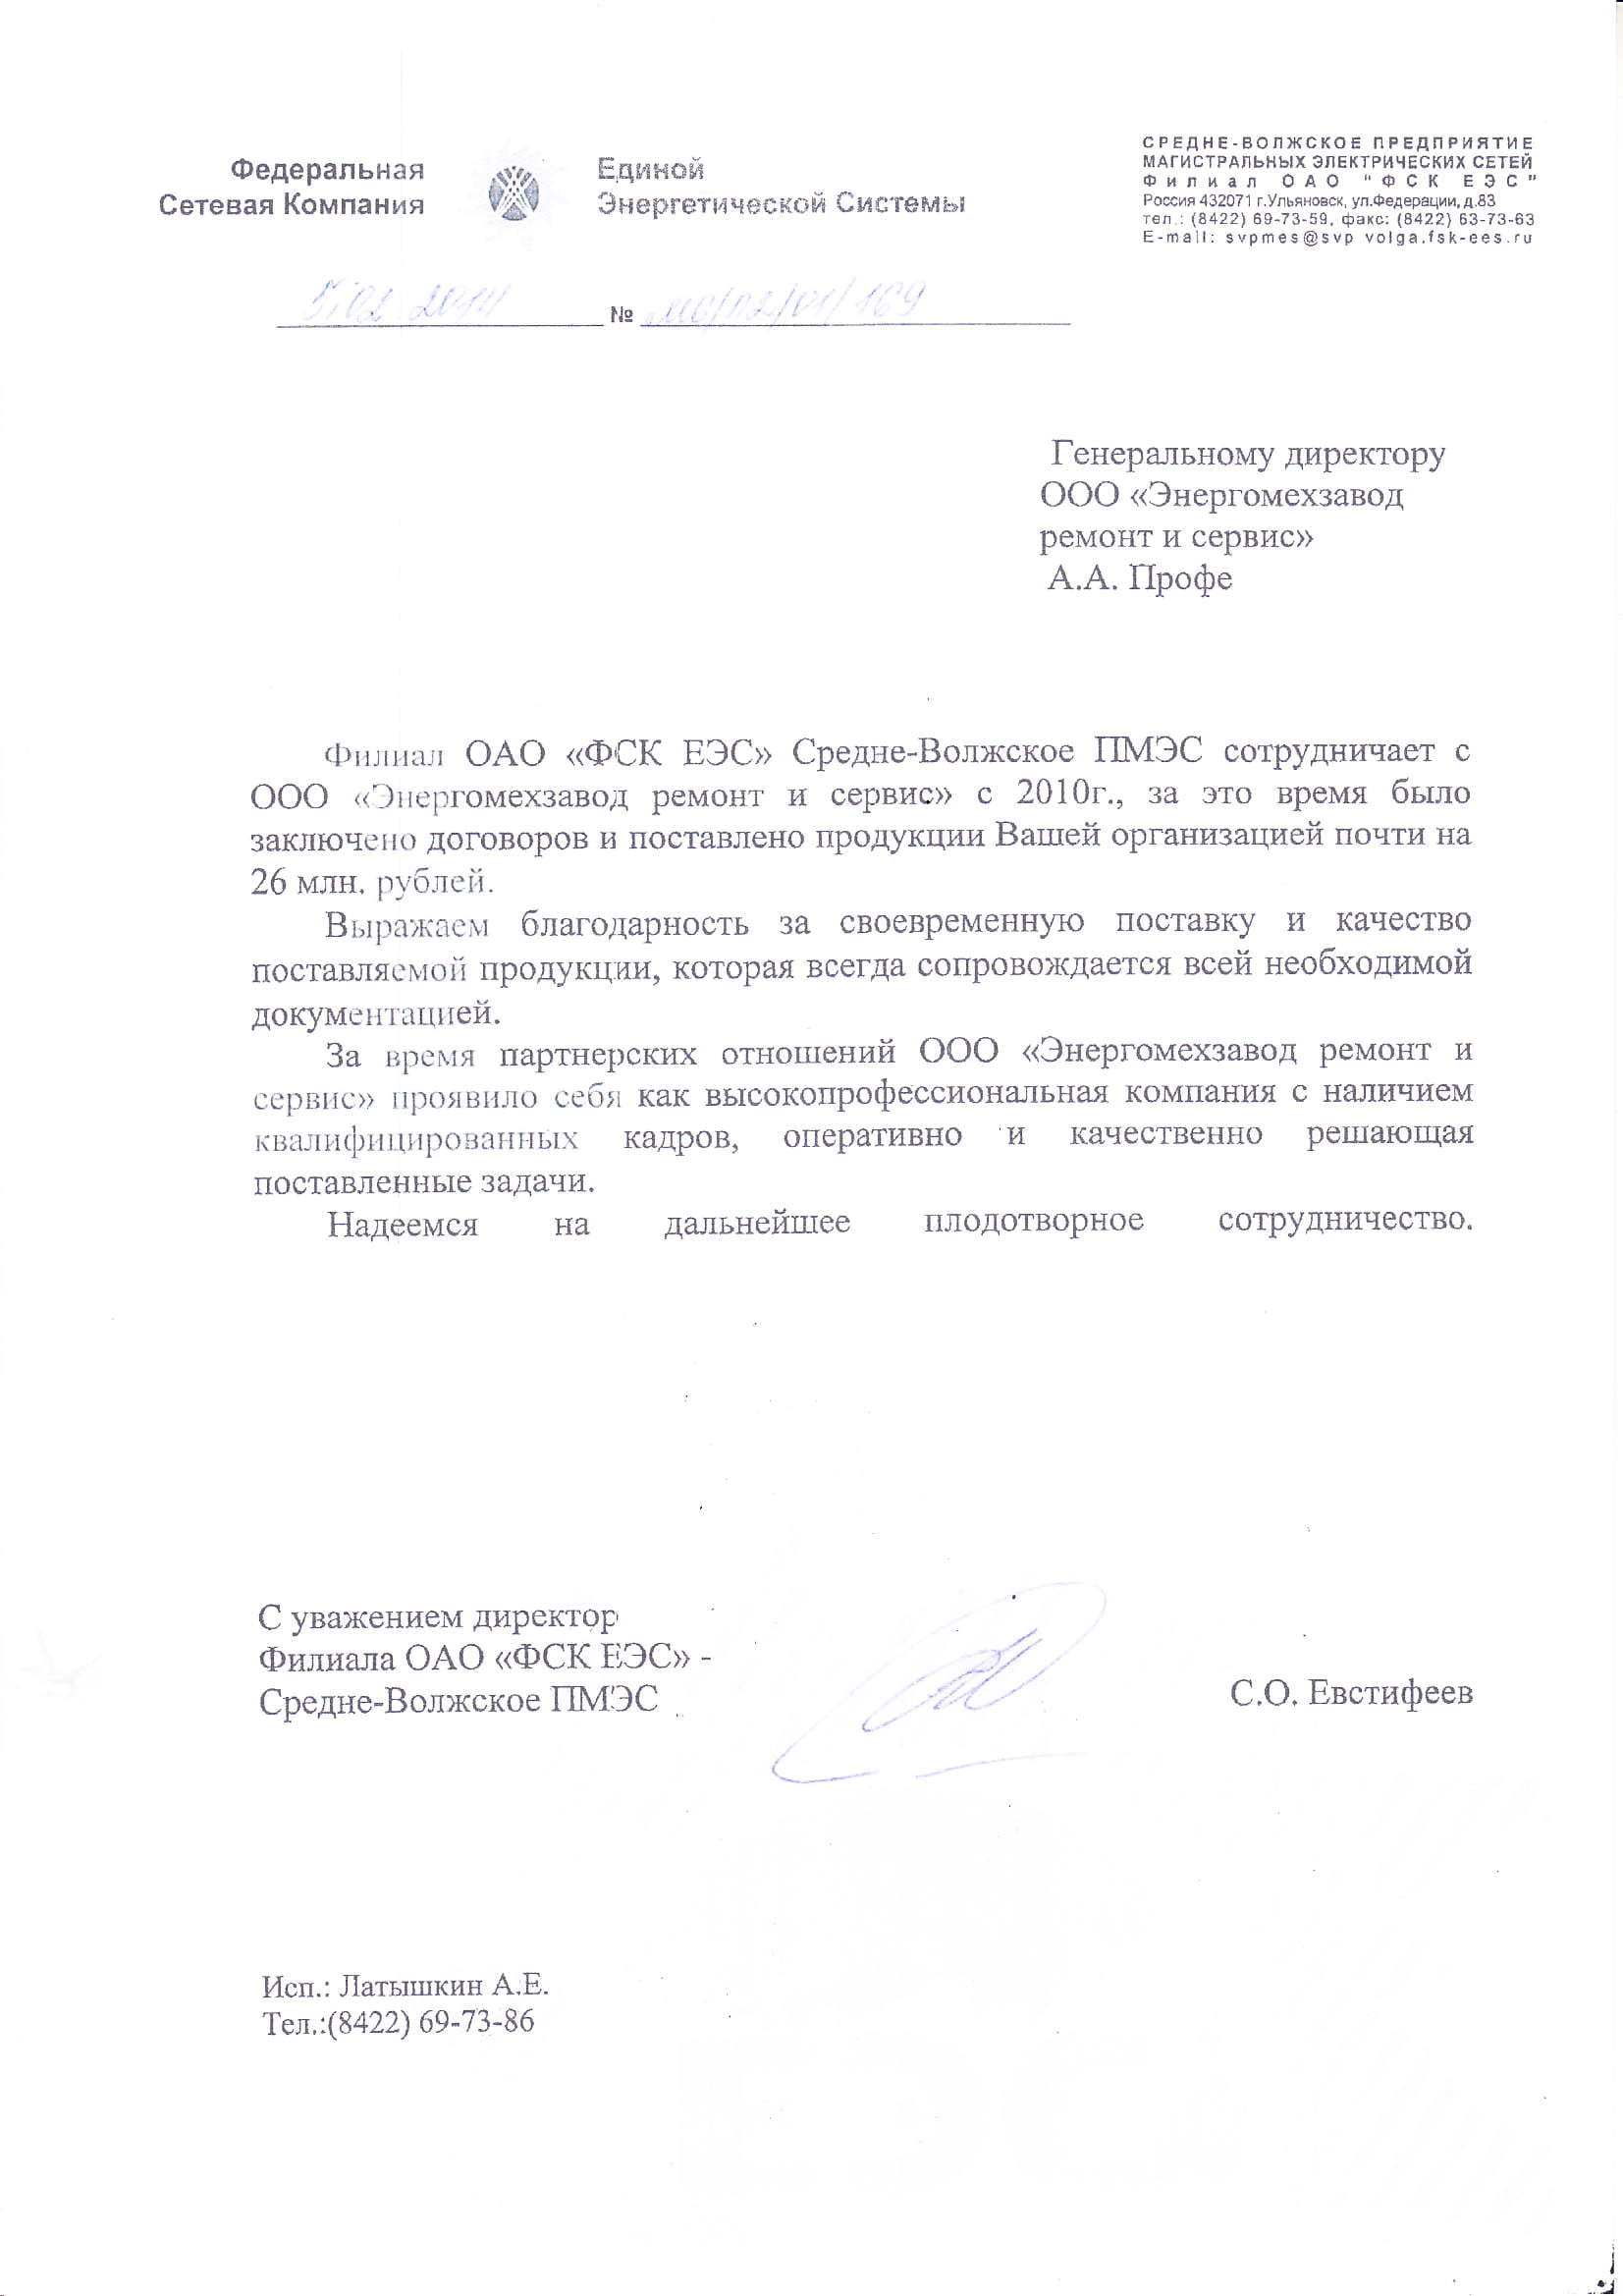 Федеральная
Сетевая Компания
Единой
Энергетической Системы
СРЕДНЕ-ВОЛЖСКОЕ ПРЕДПРИЯТИЕ
МАГИСТРАЛЬНЫХ ЭЛЕКТРИЧЕСКИХ СЕТЕЙ
Филиал ОАО "ФСК ЕЭС"
Россия 432071 г.Ульяновск, ул.Федерации, д.83
тел.: (8422) 69-73-59, факс: (8422) 63-73-63
E-mail: svpmes@svp volga.fsk-ees.ru
2014 № 169
Генеральному директору
ООО «Энергомехзавод
ремонт и сервис»
А.А. Профе
Филиал ОАО «ФСК ЕЭС» Средне-Волжское ПМЭС сотрудничает с
ООО «Энергомехзавод ремонт и сервис» с 2010г., за это время было
заключено договоров и поставлено продукции Вашей организацией почти на
26 млн. рублей.
Выражаем благодарность за своевременную поставку и качество
поставляемой продукции, которая всегда сопровождается всей необходимой
документацией.
За время партнерских отношений ООО «Энергомехзавод ремонт и
сервис» проявило себя как высокопрофессиональная компания с наличием
квалифицированных кадров, оперативно и качественно решающая
поставленные задачи.
Надеемся на дальнейшее плодотворное сотрудничество.
С уважением директор
Филиала ОАО «ФСК ЕЭС» -
Средне-Волжское ПМЭС
С.О. Евстифеев
Исп.: Латышкин А.Е.
Тел.:(8422) 69-73-86